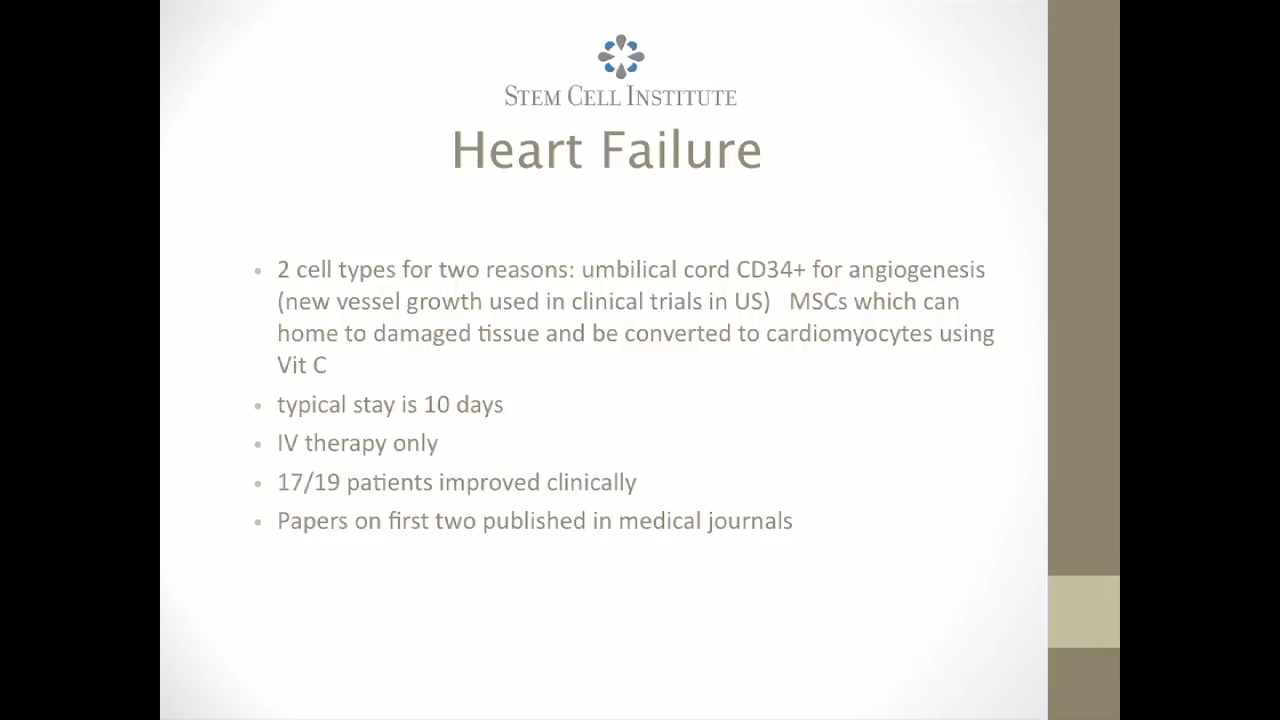 STEM CELL INSTITUTE
Heart Failure
• 2 cell types for two reasons: umbilical cord CD34+ for angiogenesis
(new vessel growth used in clinical trials in US) MSCs which can
home to damaged tissue and be converted to cardiomyocytes using
Vit C
• typical stay is 10 days
• IV therapy only
• 17/19 patients improved clinically
• Papers on first two published in medical journals